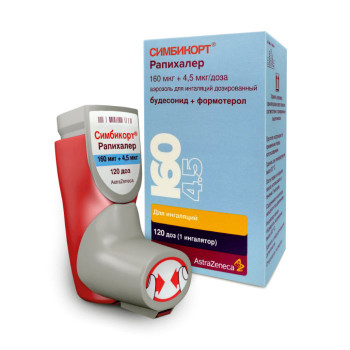 СИМБИКОРТ®
Рапихалер
160 мкг + 4,5 мкг/доза
аэрозоль для ингаляций дозированный
будесонид + формотерол
160
4,5
Для ингаляций
120 доз (1 ингалятор)
AstraZeneca
Симбикорт®
Рапихалер
160 мкг + 4,5 мкг
120 доз
AstraZeneca